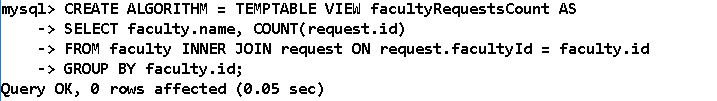 mysql> CREATE ALGORITHM = TEMPTABLE VIEW facultyRequestsCount AS
-> SELECT faculty.name, COUNT(request.id)
-> FROM faculty INNER JOIN request ON request.facultyId = faculty.id
-> GROUP BY faculty.id;
Query OK, 0 rows affected (0.05 sec)